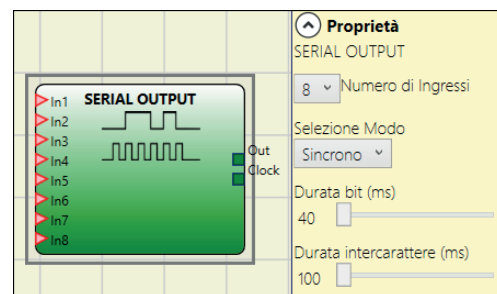 SERIAL OUTPUT
In1
In2
In3
In4
In5
In6
In7
In8
Out
Clock
Proprietà
SERIAL OUTPUT
8 Numero di Ingressi
Selezione Modo
Sincrono
Durata bit (ms)
40
Durata intercarattere (ms)
100